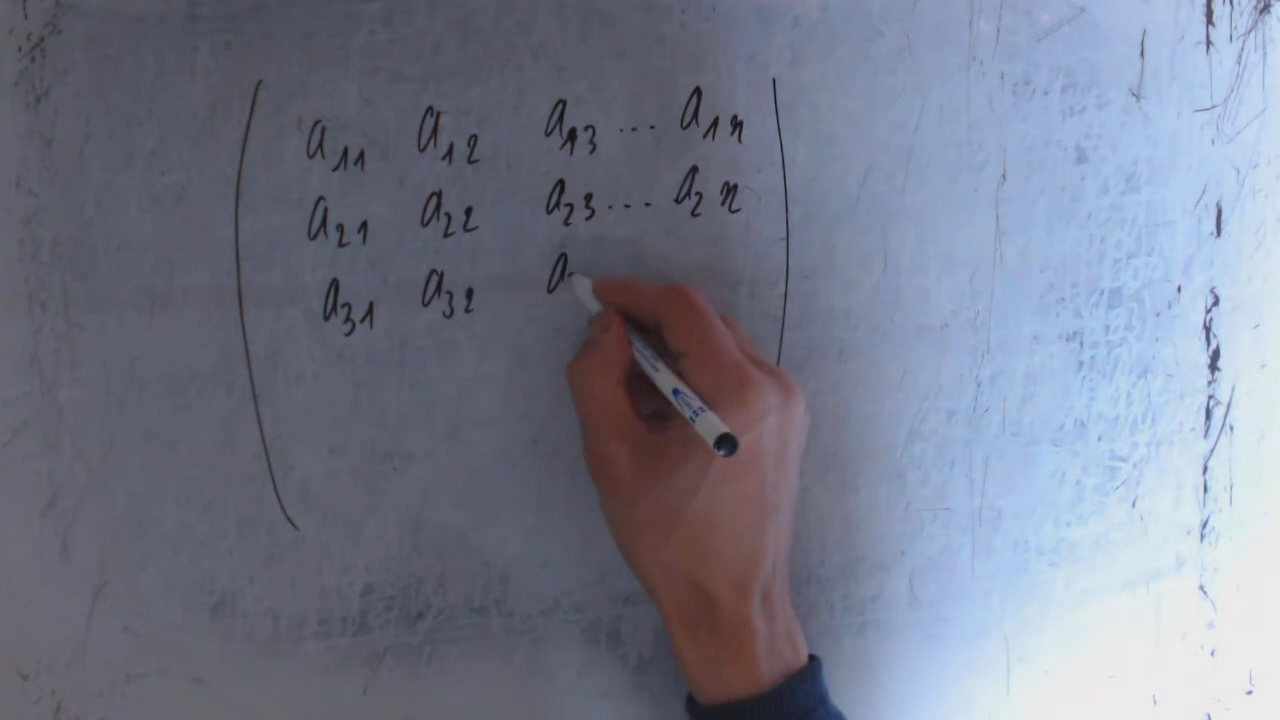 a₁₁ a₁₂ a₁₃ ... a₁ₙ
a₂₁ a₂₂ a₂₃ ... a₂ₙ
a₃₁ a₃₂ a